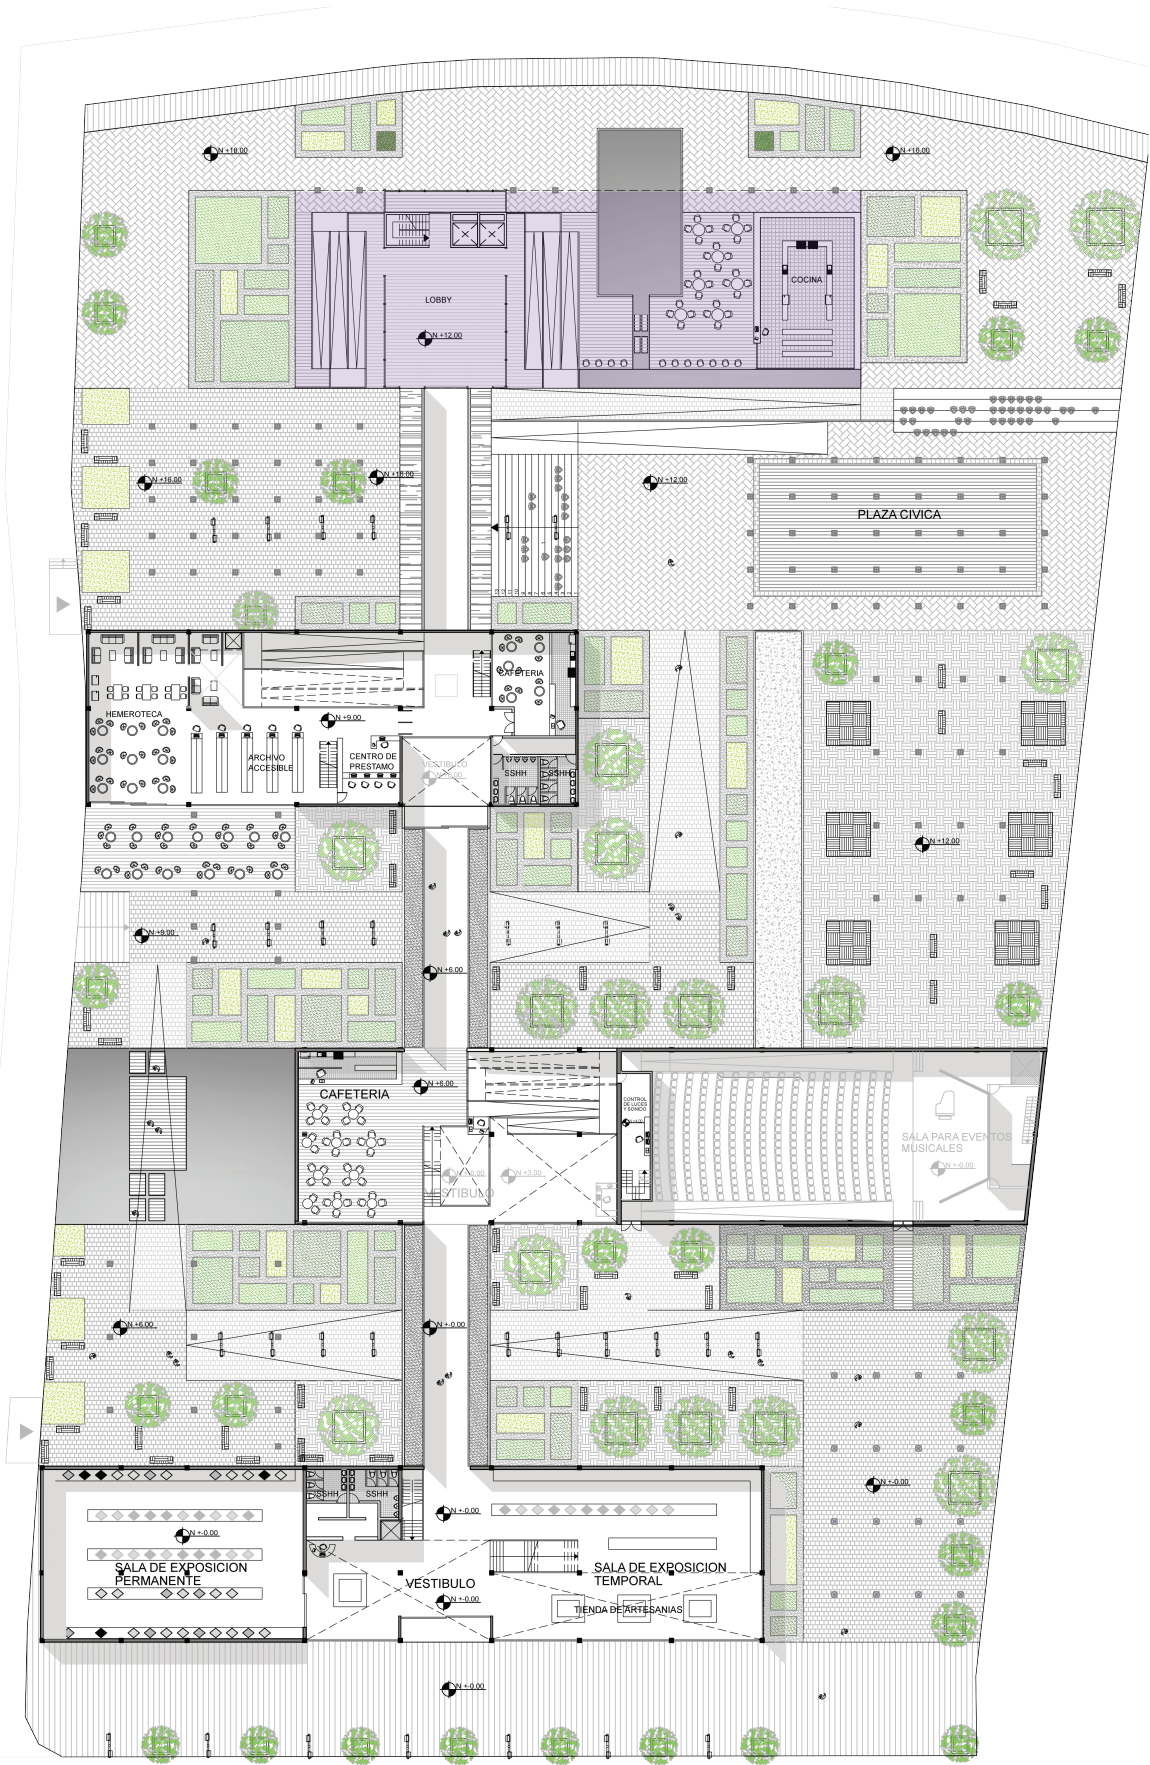 N +18.00
N +16.00
LOBBY
COCINA
N +12.00
N +16.00
N +12.00
PLAZA CIVICA
CAFETERIA
HEMEROTECA
N +9.00
ARCHIVO
ACCESIBLE
CENTRO DE
PRESTAMO
VESTIBULO
SSHH
SSHH
N +12.00
N +9.00
N +6.00
N +6.00
CAFETERIA
CONTROL
DE LUCES
Y SONIDO
SALA PARA EVENTOS
MUSICALES
N +-0.00
N +3.00
VESTIBULO
N +6.00
N +-0.00
N +-0.00
SSHH
SSHH
N +-0.00
N +-0.00
SALA DE EXPOSICION
PERMANENTE
VESTIBULO
N +-0.00
SALA DE EXPOSICION
TEMPORAL
TIENDA DE ARTESANIAS
N +-0.00